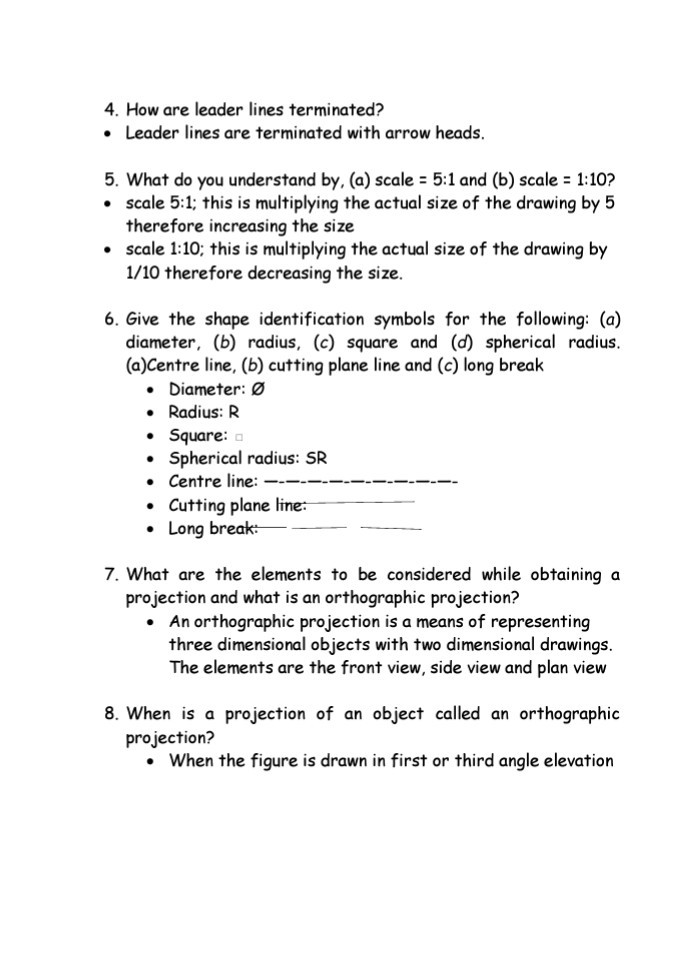 4. How are leader lines terminated?
• Leader lines are terminated with arrow heads.
5. What do you understand by, (a) scale = 5:1 and (b) scale = 1:10?
• scale 5:1; this is multiplying the actual size of the drawing by 5
therefore increasing the size
• scale 1:10; this is multiplying the actual size of the drawing by
1/10 therefore decreasing the size.
6. Give the shape identification symbols for the following: (a)
diameter, (b) radius, (c) square and (d) spherical radius.
(a)Centre line, (b) cutting plane line and (c) long break
• Diameter: Ø
• Radius: R
• Square: □
• Spherical radius: SR
• Centre line: —-—-—-—-—-—-—-—-—-
• Cutting plane line:
• Long break:
7. What are the elements to be considered while obtaining a
projection and what is an orthographic projection?
• An orthographic projection is a means of representing
three dimensional objects with two dimensional drawings.
The elements are the front view, side view and plan view
8. When is a projection of an object called an orthographic
projection?
• When the figure is drawn in first or third angle elevation